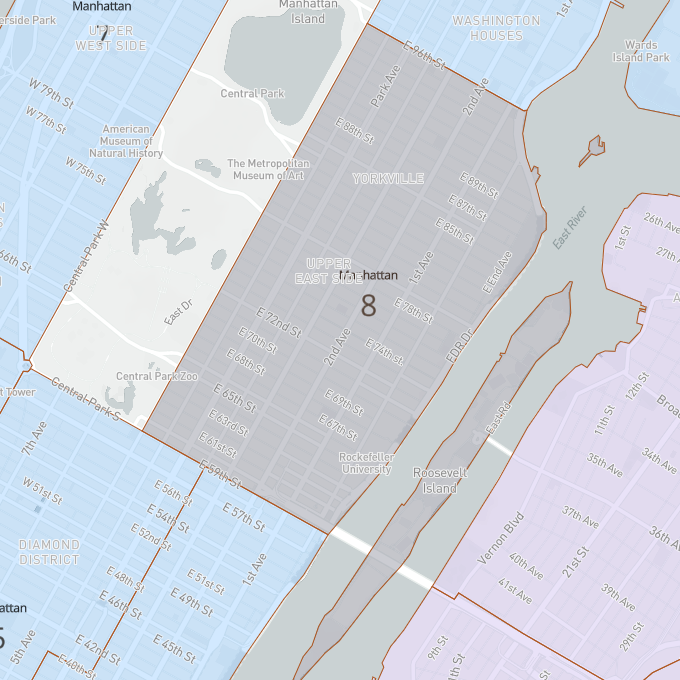 Manhattan
7
UPPER
WEST SIDE
Manhattan
Island
WASHINGTON
HOUSES
1st Ave
Wards
Island Park
erside Park
E 96th St
Park Ave
2nd Ave
W 79th St
W 77th St
W 75th St
Central Park
E 88th St
American
Museum of
Natural History
The Metropolitan
Museum of Art
YORKVILLE
E 89th St
E 87th St
E 85th St
East River
1st St
26th Ave
27th A
66th St
Central Park W
East Dr
UPPER
EAST SIDE
Manhattan
8
1st Ave
E End Ave
E 78th St
E 72nd St
E 70th St
E 68th St
2nd Ave
E 74th St
FDR Dr
Central Park Zoo
t Tower
Central Park S
E 65th St
E 63rd St
E 61st St
E 69th St
E 67th St
East Rd
12th St
11th St
Broa
7th Ave
Rockefeller
University
E 59th St
Roosevelt
Island
35th Ave
34th Ave
W 51st St
E 57th St
E 56th St
E 54th St
E 52nd St
37th Ave
36th Ave
Vernon Blvd
DIAMOND
DISTRICT
1st Ave
E 51st St
E 49th St
E 48th St
E 46th St
E 45th St
40th Ave
41st Ave
21st St
39th Ave
attan
5
5th Ave
E 42nd St
E 40th St
9th St
29th St